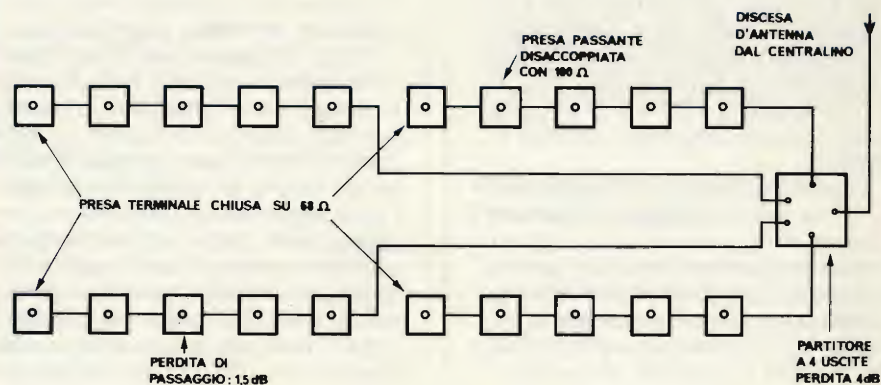 DISCESA
D'ANTENNA
DAL CENTRALINO
PRESA PASSANTE
DISACCOPPIATA
CON 100 Ω
PRESA TERMINALE CHIUSA SU 68 Ω
PERDITA DI
PASSAGGIO: 1,5 dB
PARTITORE
A 4 USCITE
PERDITA 4dB